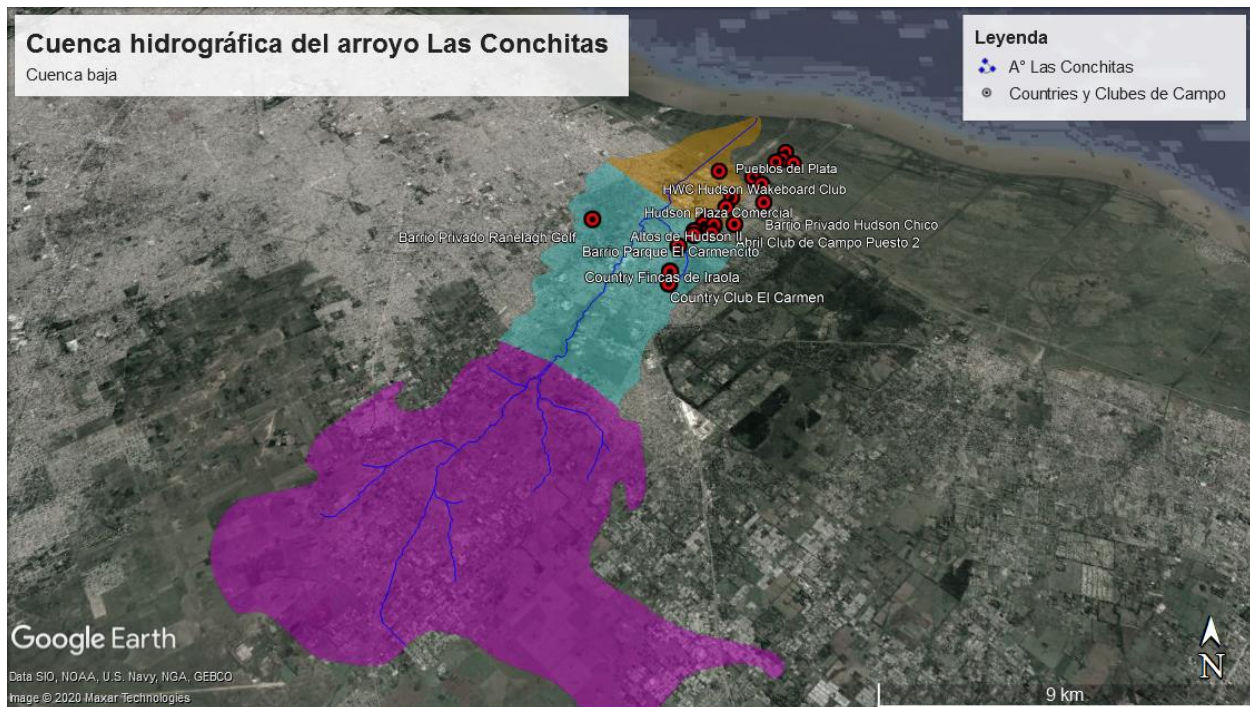 Cuenca hidrográfica del arroyo Las Conchitas
Cuenca baja
Leyenda
A° Las Conchitas
Countries y Clubes de Campo
Pueblos del Plata
HWC Hudson Wakeboard Club
Hudson Plaza Comercial
Barrio Privado Hudson Chico
Barrio Privado Ranelagh Golf
Altos de Hudson II
Abril Club de Campo Puesto 2
Barrio Parque El Carmencito
Country Fincas de Iraola
Country Club El Carmen
Google Earth
Data SIO, NOAA, U.S. Navy, NGA, GEBCO
Image © 2020 Maxar Technologies
N
9 km